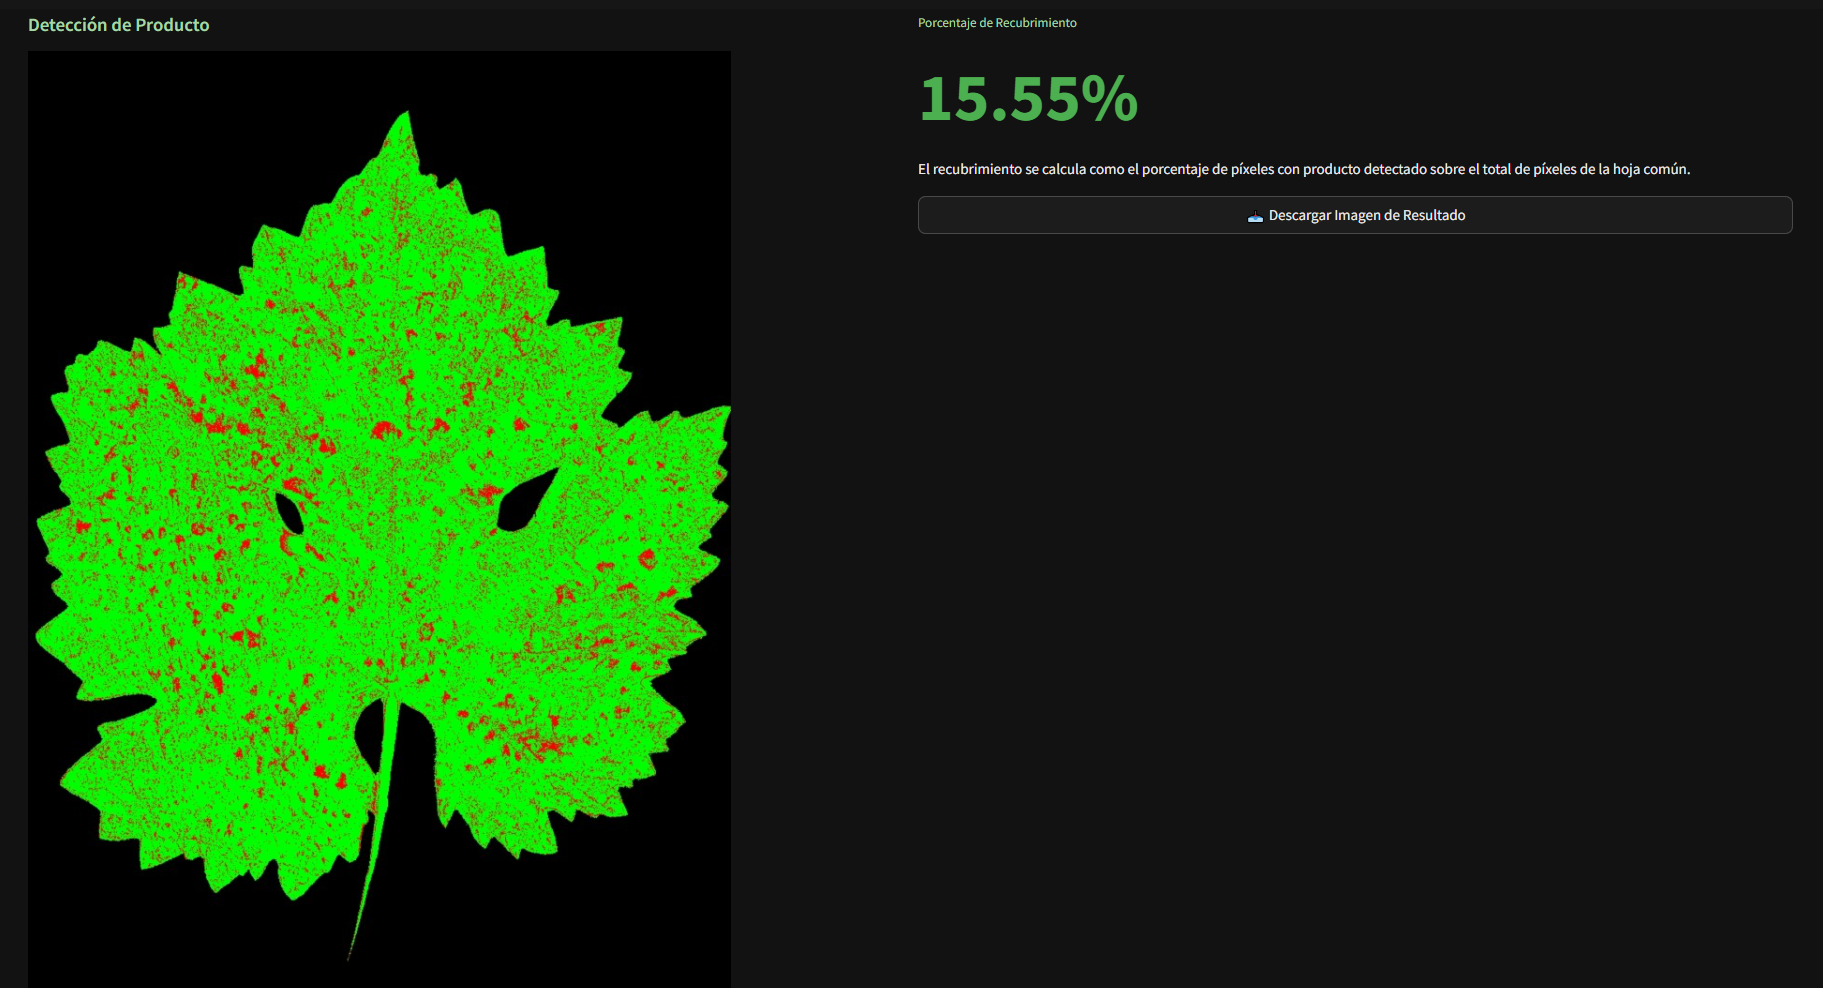 Detección de Producto
Porcentaje de Recubrimiento
15.55%
El recubrimiento se calcula como el porcentaje de píxeles con producto detectado sobre el total de píxeles de la hoja común.
Descargar Imagen de Resultado